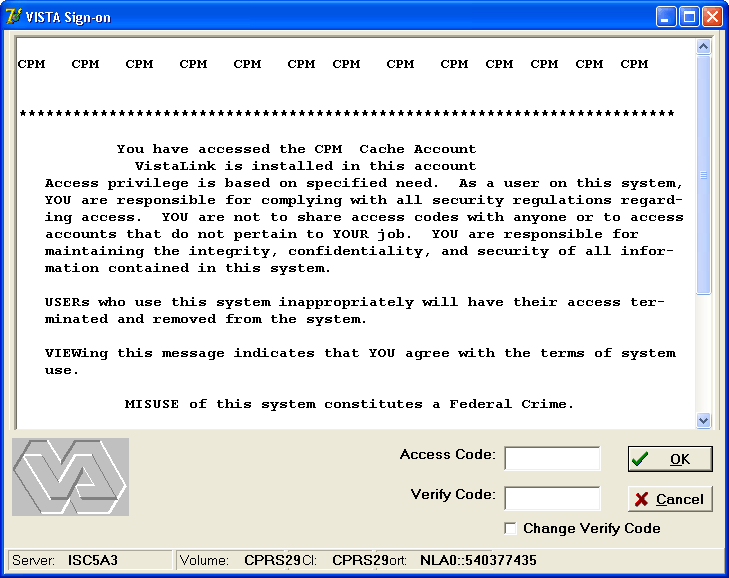 VISTA Sign-on
CPM CPM CPM CPM CPM CPM CPM CPM CPM CPM CPM CPM CPM
*************************************************************************
You have accessed the CPM Cache Account
VistaLink is installed in this account
Access privilege is based on specified need. As a user on this system,
YOU are responsible for complying with all security regulations regard-
ing access. YOU are not to share access codes with anyone or to access
accounts that do not pertain to YOUR job. YOU are responsible for
maintaining the integrity, confidentiality, and security of all infor-
mation contained in this system.
USERs who use this system inappropriately will have their access ter-
minated and removed from the system.
VIEWing this message indicates that YOU agree with the terms of system
use.
MISUSE of this system constitutes a Federal Crime.
Access Code:
OK
Verify Code:
Cancel
Change Verify Code
Server: ISC5A3 Volume: CPRS29 CI: CPRS29 ort: NLA0::540377435